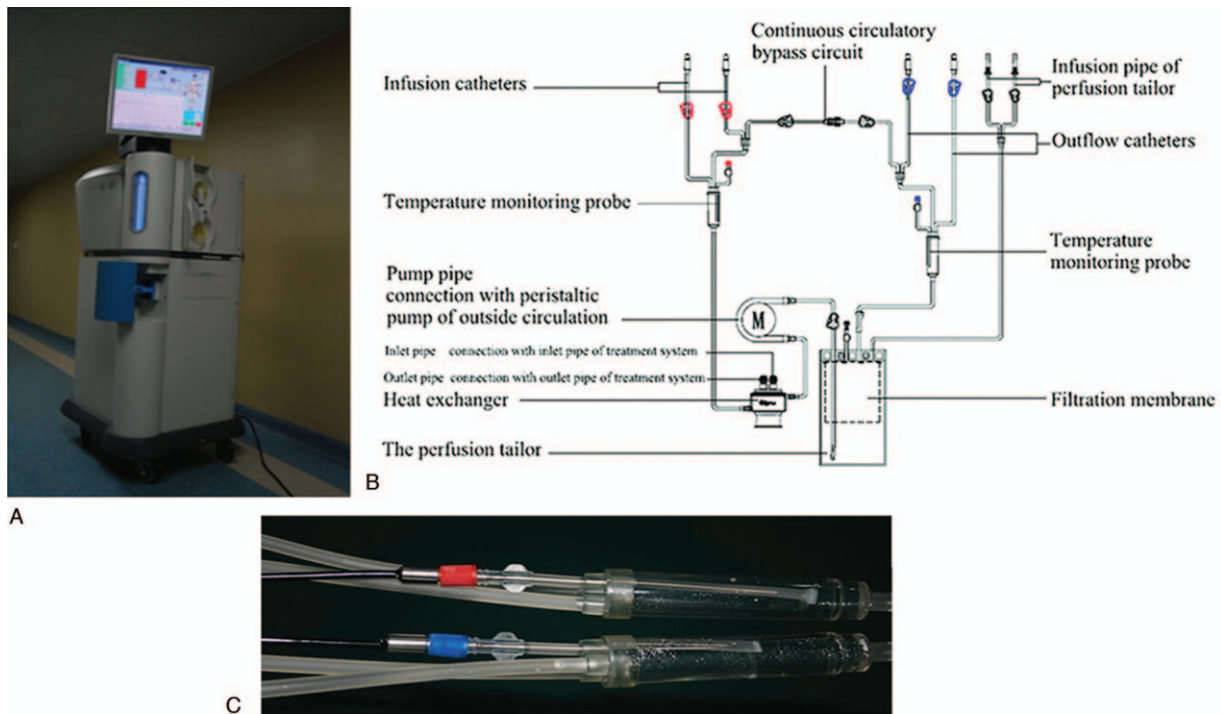 Continuous circulatory
bypass circuit
Infusion catheters
Infusion pipe of
perfusion tailor
Outflow catheters
Temperature monitoring probe
Temperature
monitoring probe
Pump pipe
connection with peristaltic
pump of outside circulation
M
Inlet pipe connection with inlet pipe of treatment system
Outlet pipe connection with outlet pipe of treatment system
Heat exchanger
Filtration membrane
The perfusion tailor
B
A
C